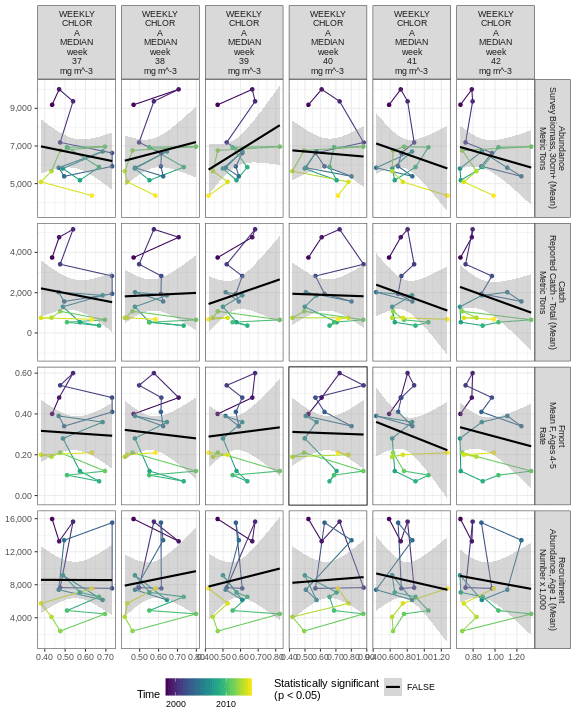 WEEKLY
CHLOR
A
MEDIAN
week
37
mg m^-3
WEEKLY
CHLOR
A
MEDIAN
week
38
mg m^-3
WEEKLY
CHLOR
A
MEDIAN
week
39
mg m^-3
WEEKLY
CHLOR
A
MEDIAN
week
40
mg m^-3
WEEKLY
CHLOR
A
MEDIAN
week
41
mg m^-3
WEEKLY
CHLOR
A
MEDIAN
week
42
mg m^-3
9,000
7,000
5,000
Abundance
Survey Biomass, 30cm+ (Mean)
Metric Tons
4,000
2,000
0
Catch
Reported Catch - Total (Mean)
Metric Tons
0.60
0.40
0.20
0.00
Fmort
Mean F, Ages 4-5
Rate
16,000
12,000
8,000
4,000
Recruitment
Abundance, Age 1 (Mean)
Number x 1,000
0.40 0.50 0.60 0.70
0.50 0.60 0.70 0.80
0.40 0.50 0.60 0.70 0.80
0.40 0.50 0.60 0.70 0.80 0.90
0.40 0.60 0.80 1.00 1.20
0.80 1.00 1.20
Time
2000 2010
Statistically significant
(p < 0.05)
FALSE